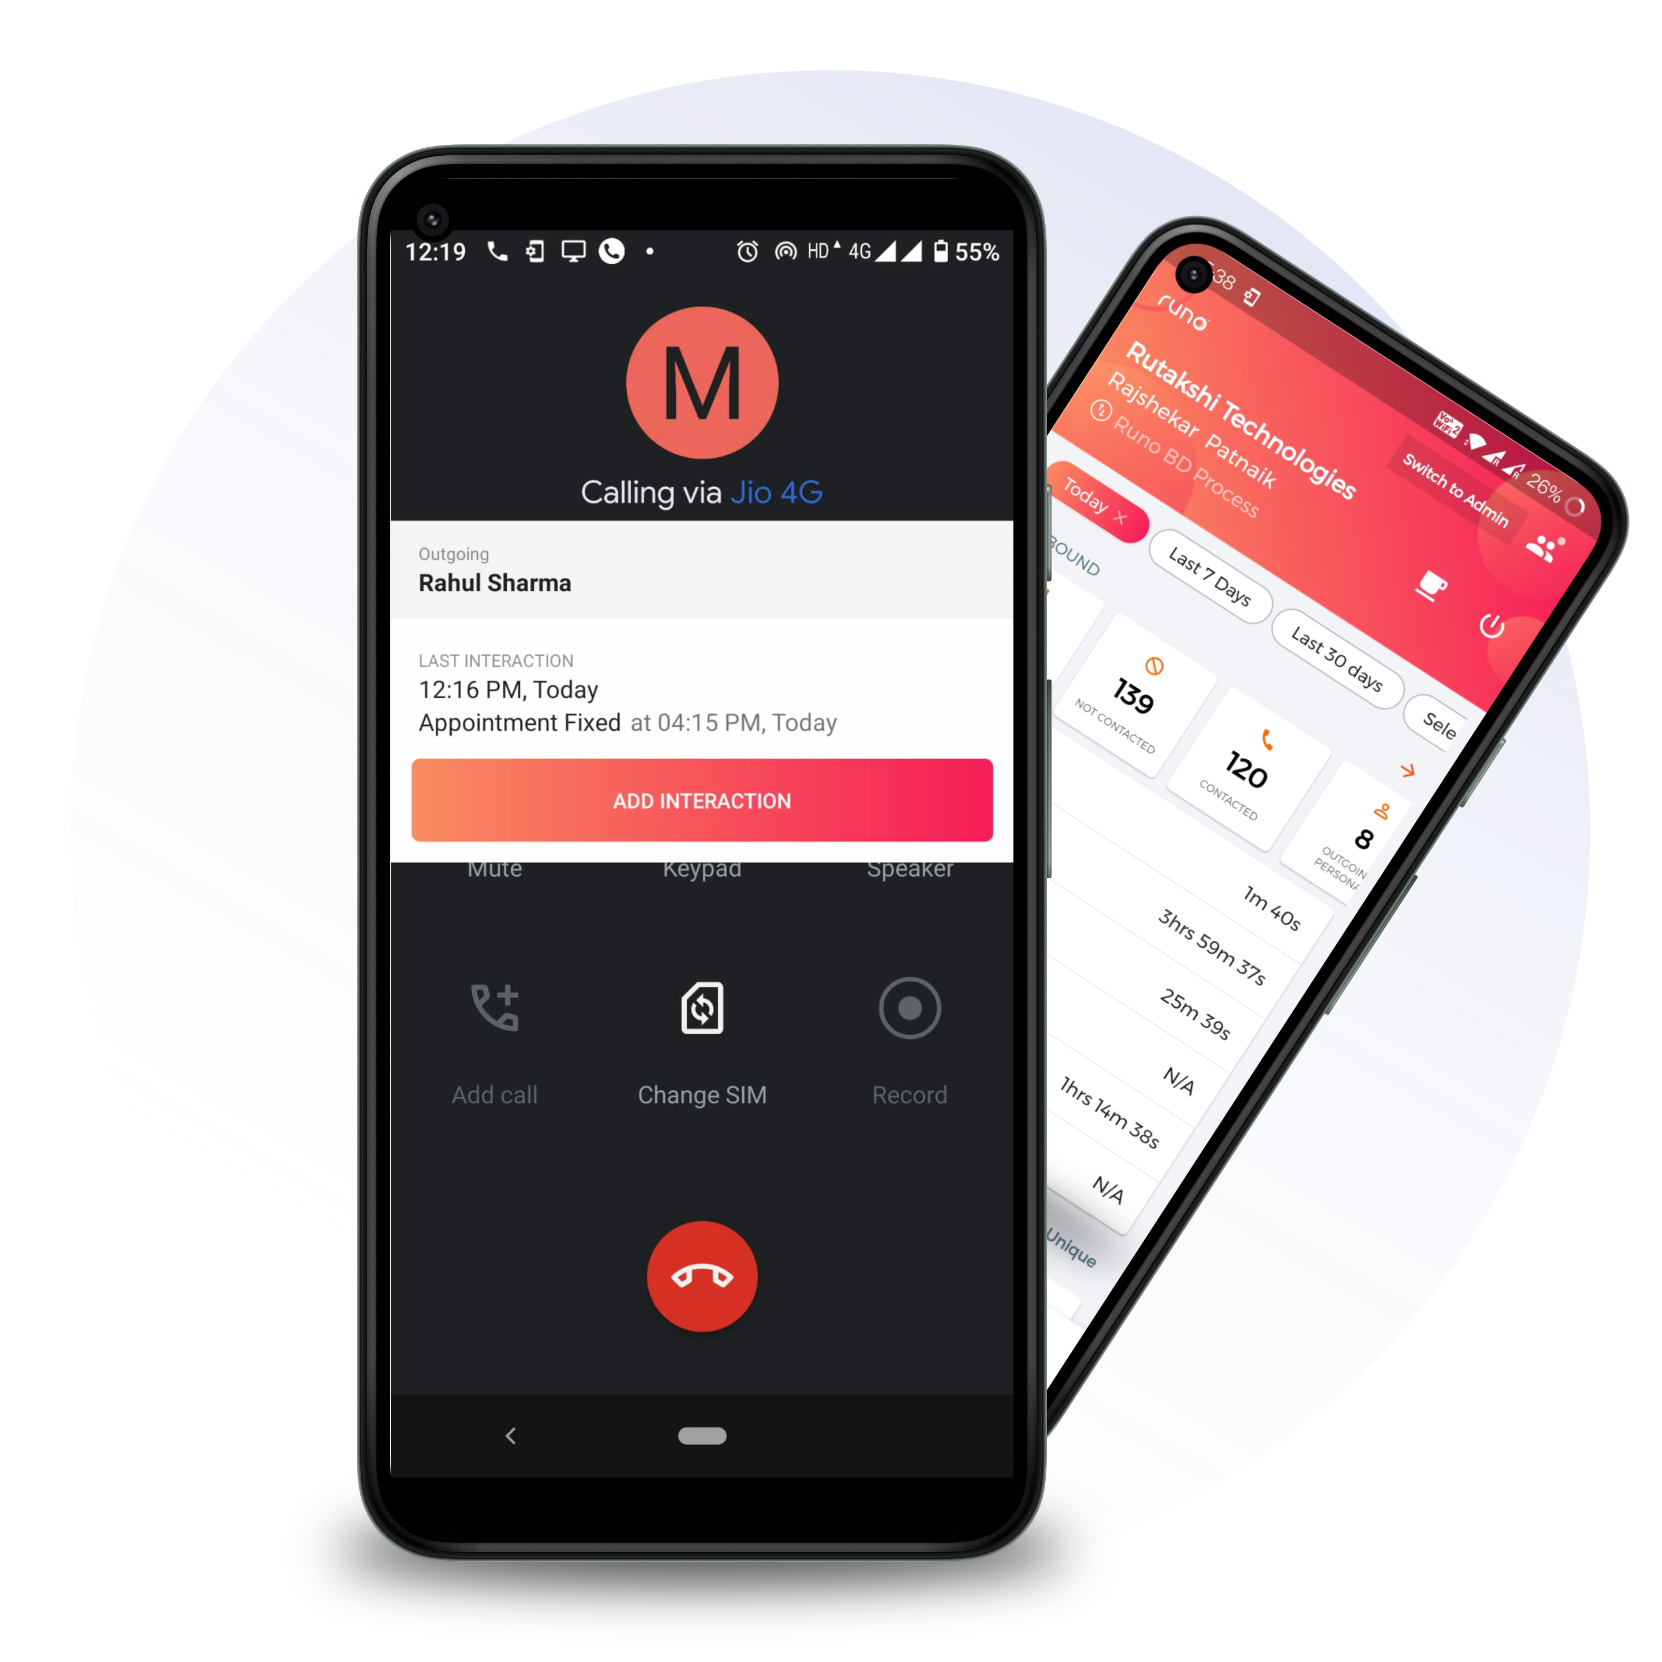 12:19 HD 4G 55%
M
Calling via Jio 4G
Outgoing
Rahul Sharma
LAST INTERACTION
12:16 PM, Today
Appointment Fixed at 04:15 PM, Today
ADD INTERACTION
Mute Keypad Speaker
Add call Change SIM Record
:38 26%
runo
Rutakshi Technologies
Rajshekar Patnaik
Runo BD Process
Switch to Admin
Today Last 7 Days Last 30 days Sele
BOUND
139
NOT CONTACTED
120
CONTACTED
8
OUTGOIN
PERSONA
1m 40s
3hrs 59m 37s
25m 39s
N/A
1hrs 14m 38s
N/A
Unique